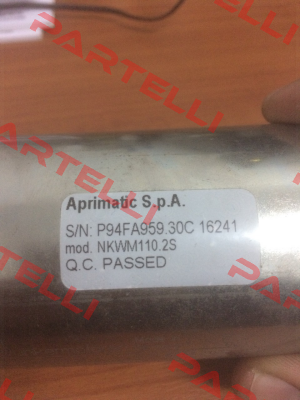 PARTELLI
Aprimatic S.p.A.
S/N: P94FA959.30C 16241
mod. NKWM110.2S
Q.C. PASSED
PARTELLI
PARTELLI